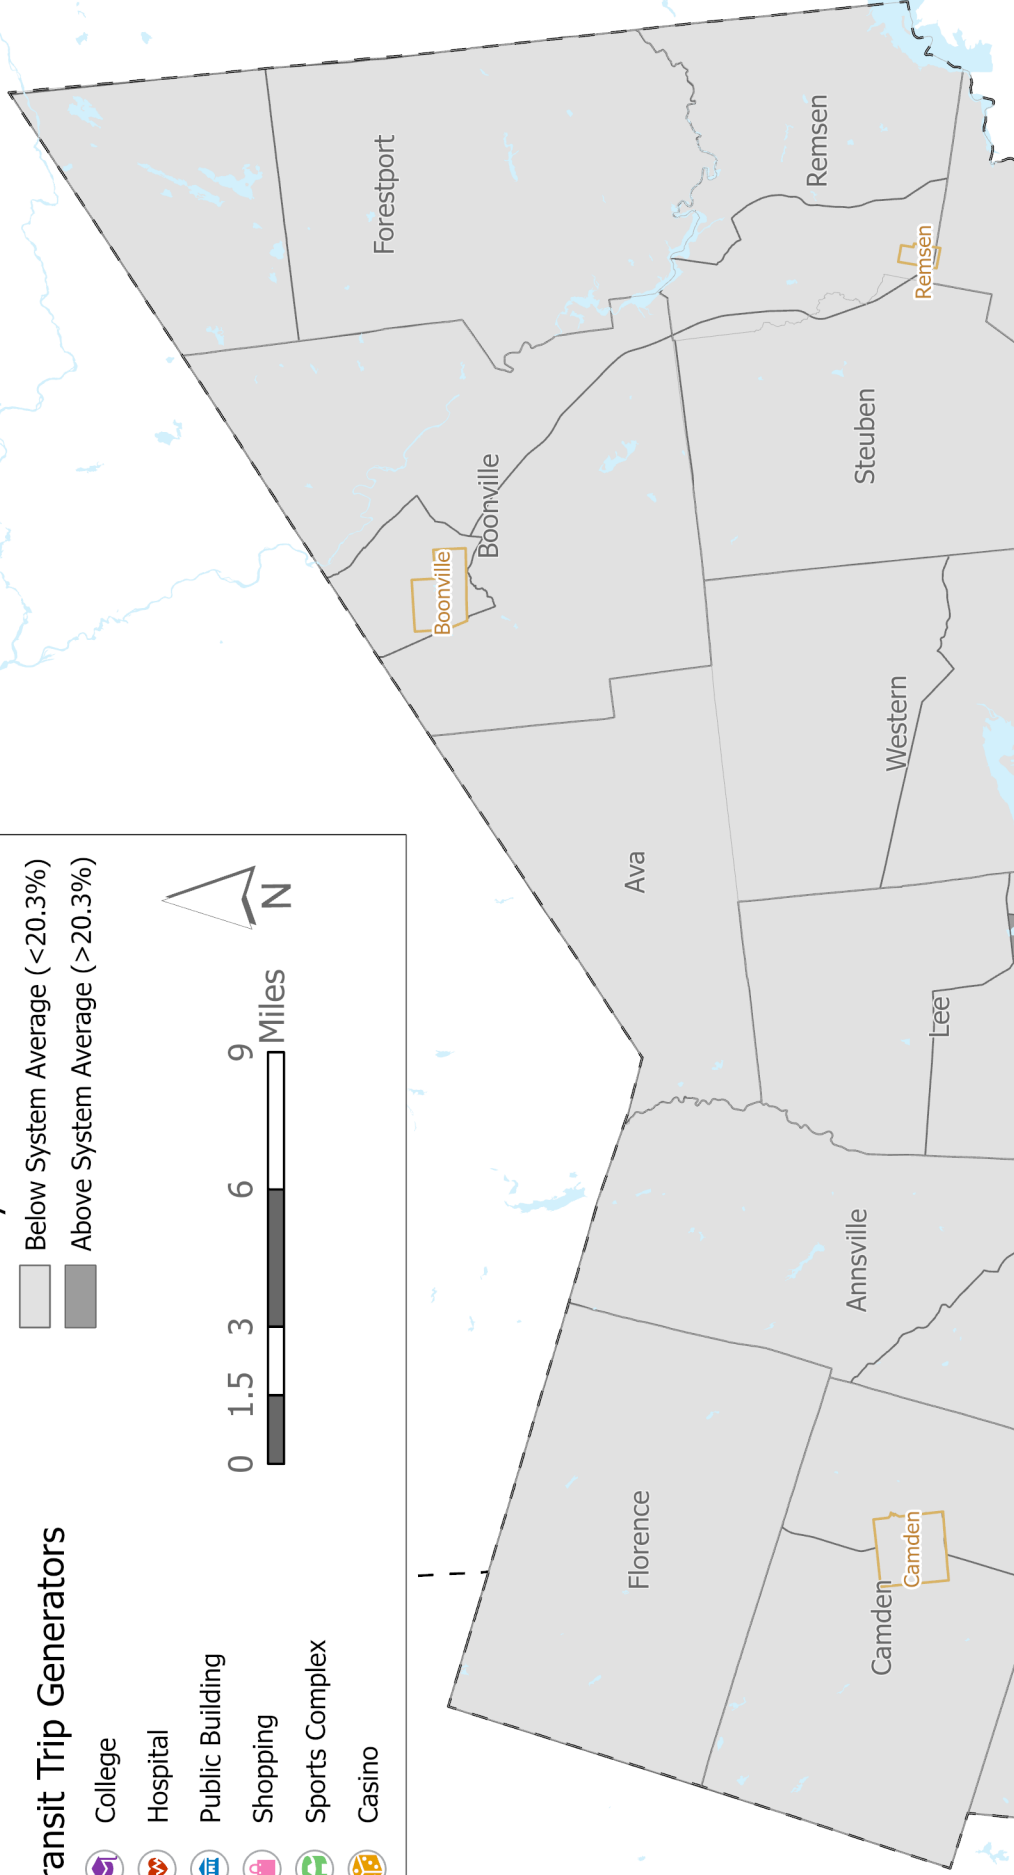 Below System Average (<20.3%)
Above System Average (>20.3%)
ansit Trip Generators
College
Hospital
Public Building
Shopping
Sports Complex
Casino
0 1.5 3 6 9
Miles
N
Florence
Camden
Camden
Annsville
Lee
Ava
Western
Boonville
Boonville
Steuben
Forestport
Remsen
Remsen